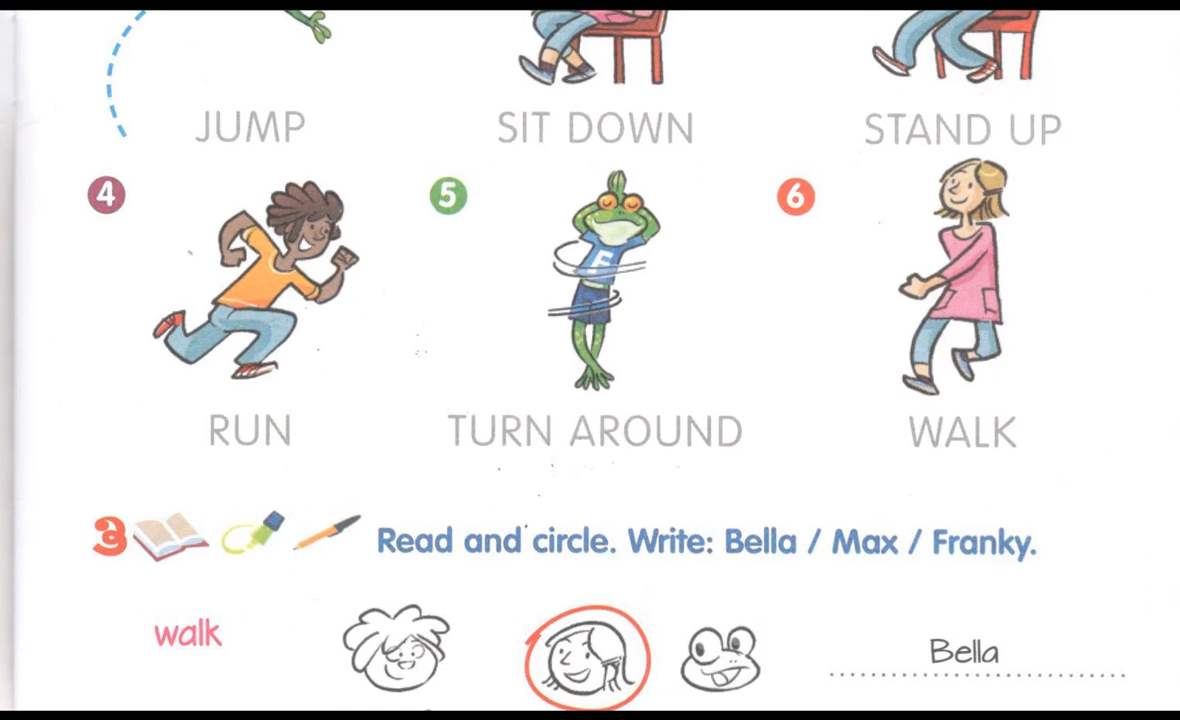 JUMP SIT DOWN STAND UP
4 5 6
F
RUN TURN AROUND WALK
3 Read and circle. Write: Bella / Max / Franky.
walk Bella